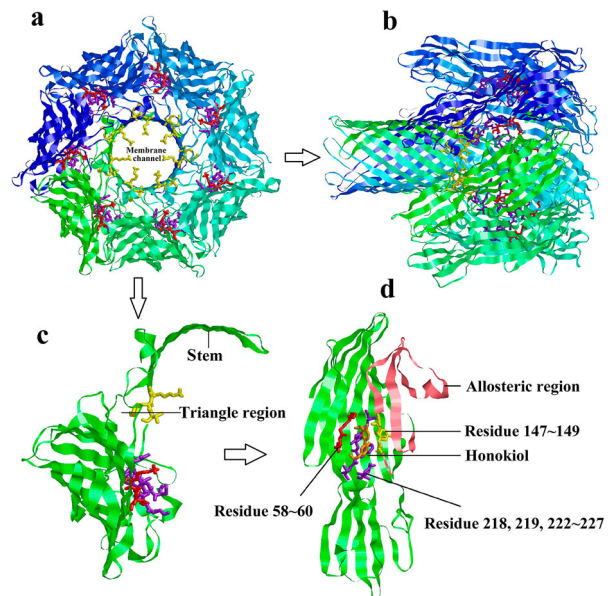 a
b
Membrane
channel
c
d
Stem
Triangle region
Allosteric region
Residue 147~149
Honokiol
Residue 58~60
Residue 218, 219, 222~227